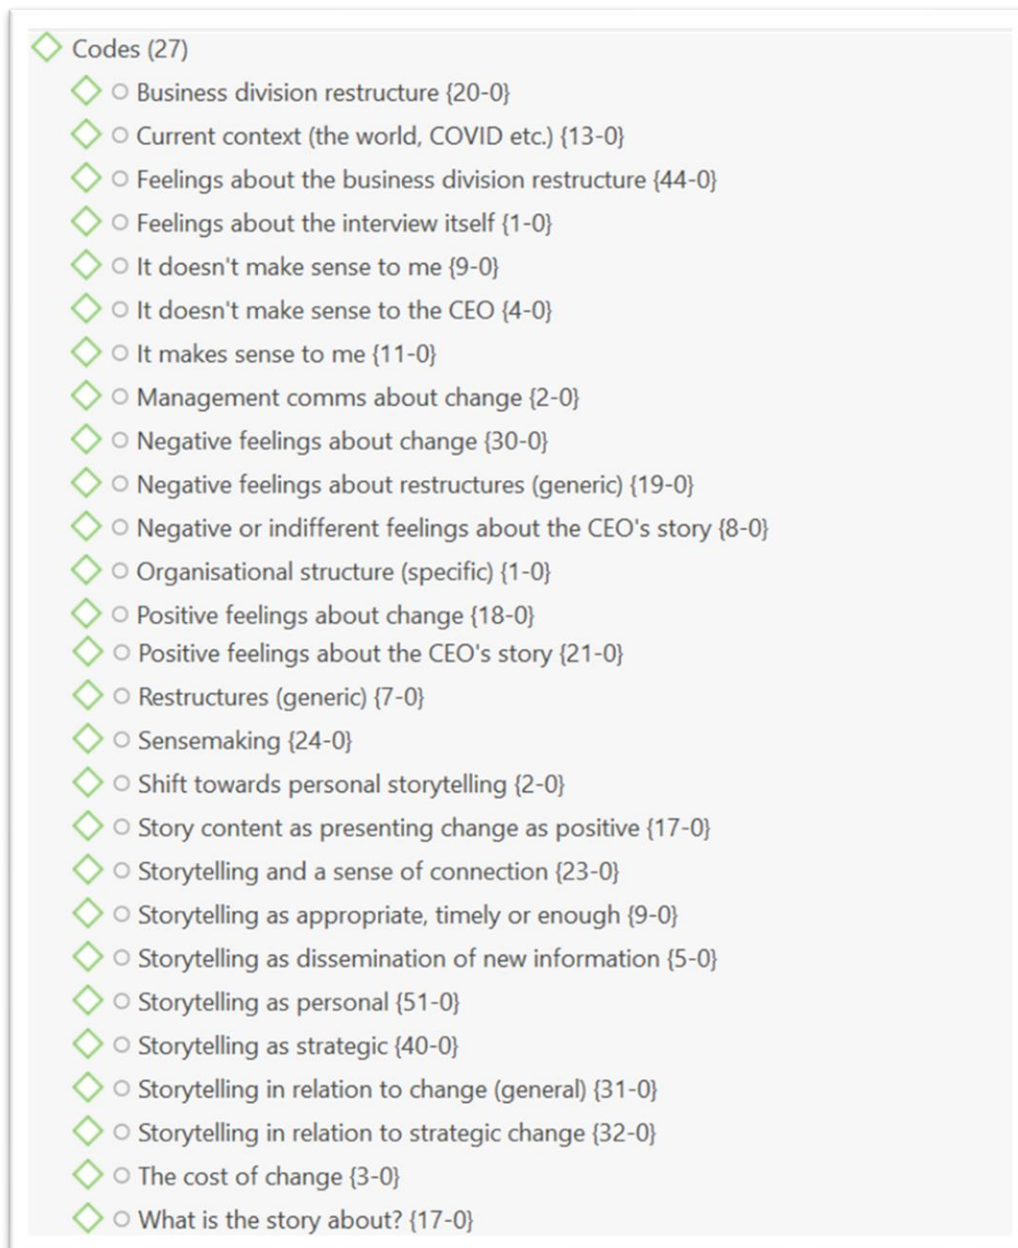 Codes (27)
Business division restructure {20-0}
Current context (the world, COVID etc.) {13-0}
Feelings about the business division restructure {44-0}
Feelings about the interview itself {1-0}
It doesn't make sense to me {9-0}
It doesn't make sense to the CEO {4-0}
It makes sense to me {11-0}
Management comms about change {2-0}
Negative feelings about change {30-0}
Negative feelings about restructures (generic) {19-0}
Negative or indifferent feelings about the CEO's story {8-0}
Organisational structure (specific) {1-0}
Positive feelings about change {18-0}
Positive feelings about the CEO's story {21-0}
Restructures (generic) {7-0}
Sensemaking {24-0}
Shift towards personal storytelling {2-0}
Story content as presenting change as positive {17-0}
Storytelling and a sense of connection {23-0}
Storytelling as appropriate, timely or enough {9-0}
Storytelling as dissemination of new information {5-0}
Storytelling as personal {51-0}
Storytelling as strategic {40-0}
Storytelling in relation to change (general) {31-0}
Storytelling in relation to strategic change {32-0}
The cost of change {3-0}
What is the story about? {17-0}